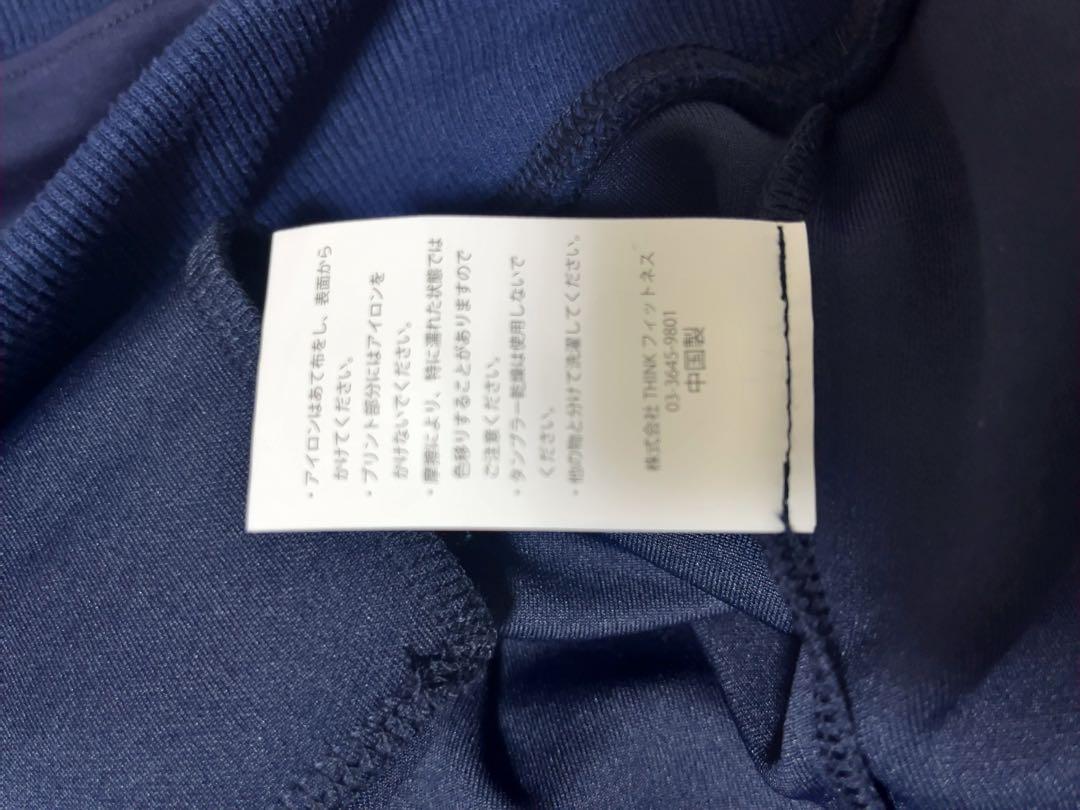 ・アイロンはあて布をし、表面から
かけてください。
・プリント部分にはアイロンを
かけないでください。
・摩擦により、特に濡れた状態では
色移りすることがありますので
ご注意ください。
・タンブラー乾燥は使用しないで
ください。
・他の物と分けて洗濯してください。
株式会社 THINK フィットネス
03-3645-9801
中国製